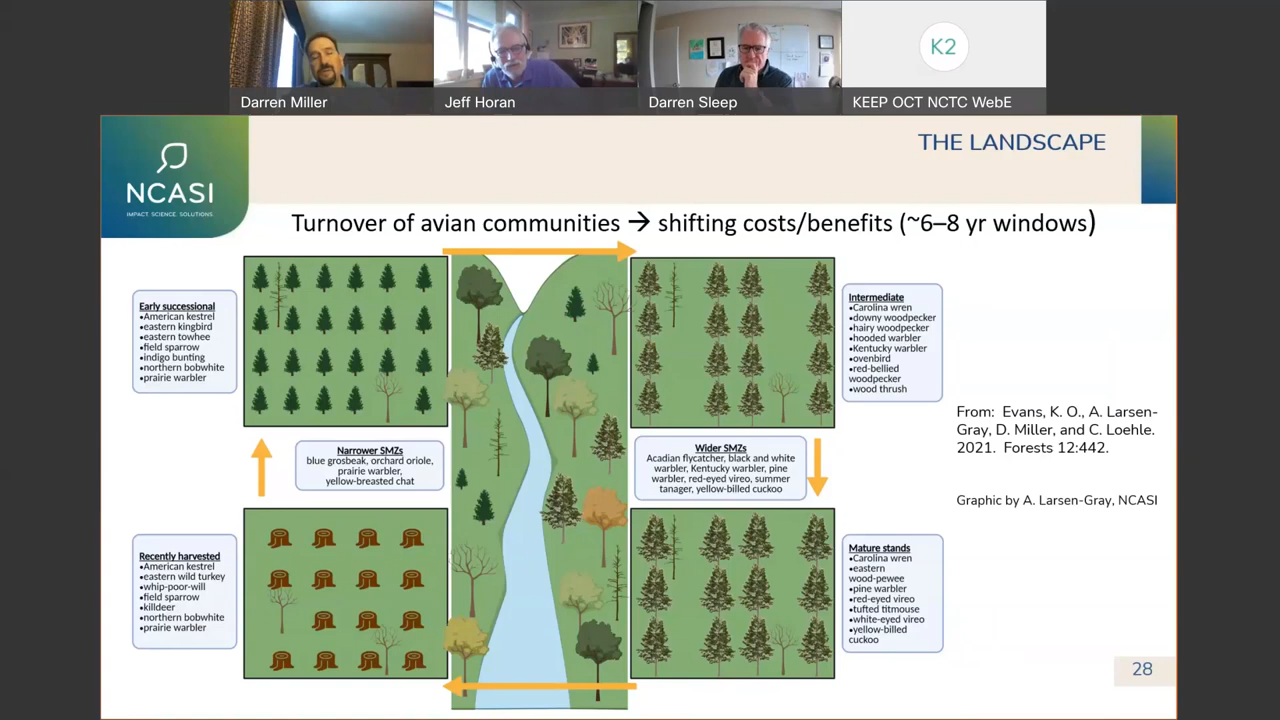 Darren Miller
Jeff Horan
Darren Sleep
K2
KEEP OCT NCTC WebE
NCASI
IMPACT SCIENCE. SOLUTIONS
THE LANDSCAPE
Turnover of avian communities → shifting costs/benefits (~6–8 yr windows)
Early successional
•American kestrel
•eastern kingbird
•eastern towhee
•field sparrow
•indigo bunting
•northern bobwhite
•prairie warbler
Intermediate
•Carolina wren
•downy woodpecker
•hairy woodpecker
•hooded warbler
•Kentucky warbler
•ovenbird
•red-bellied
woodpecker
•wood thrush
From: Evans, K. O., A. Larsen-
Gray, D. Miller, and C. Loehle.
2021. Forests 12:442.
Graphic by A. Larsen-Gray, NCASI
Narrower SMZs
blue grosbeak, orchard oriole,
prairie warbler,
yellow-breasted chat
Wider SMZs
Acadian flycatcher, black and white
warbler, Kentucky warbler, pine
warbler, red-eyed vireo, summer
tanager, yellow-billed cuckoo
Recently harvested
•American kestrel
•eastern wild turkey
•whip-poor-will
•field sparrow
•killdeer
•northern bobwhite
•prairie warbler
Mature stands
•Carolina wren
•eastern
wood-pewee
•pine warbler
•red-eyed vireo
•tufted titmouse
•white-eyed vireo
•yellow-billed
cuckoo
28